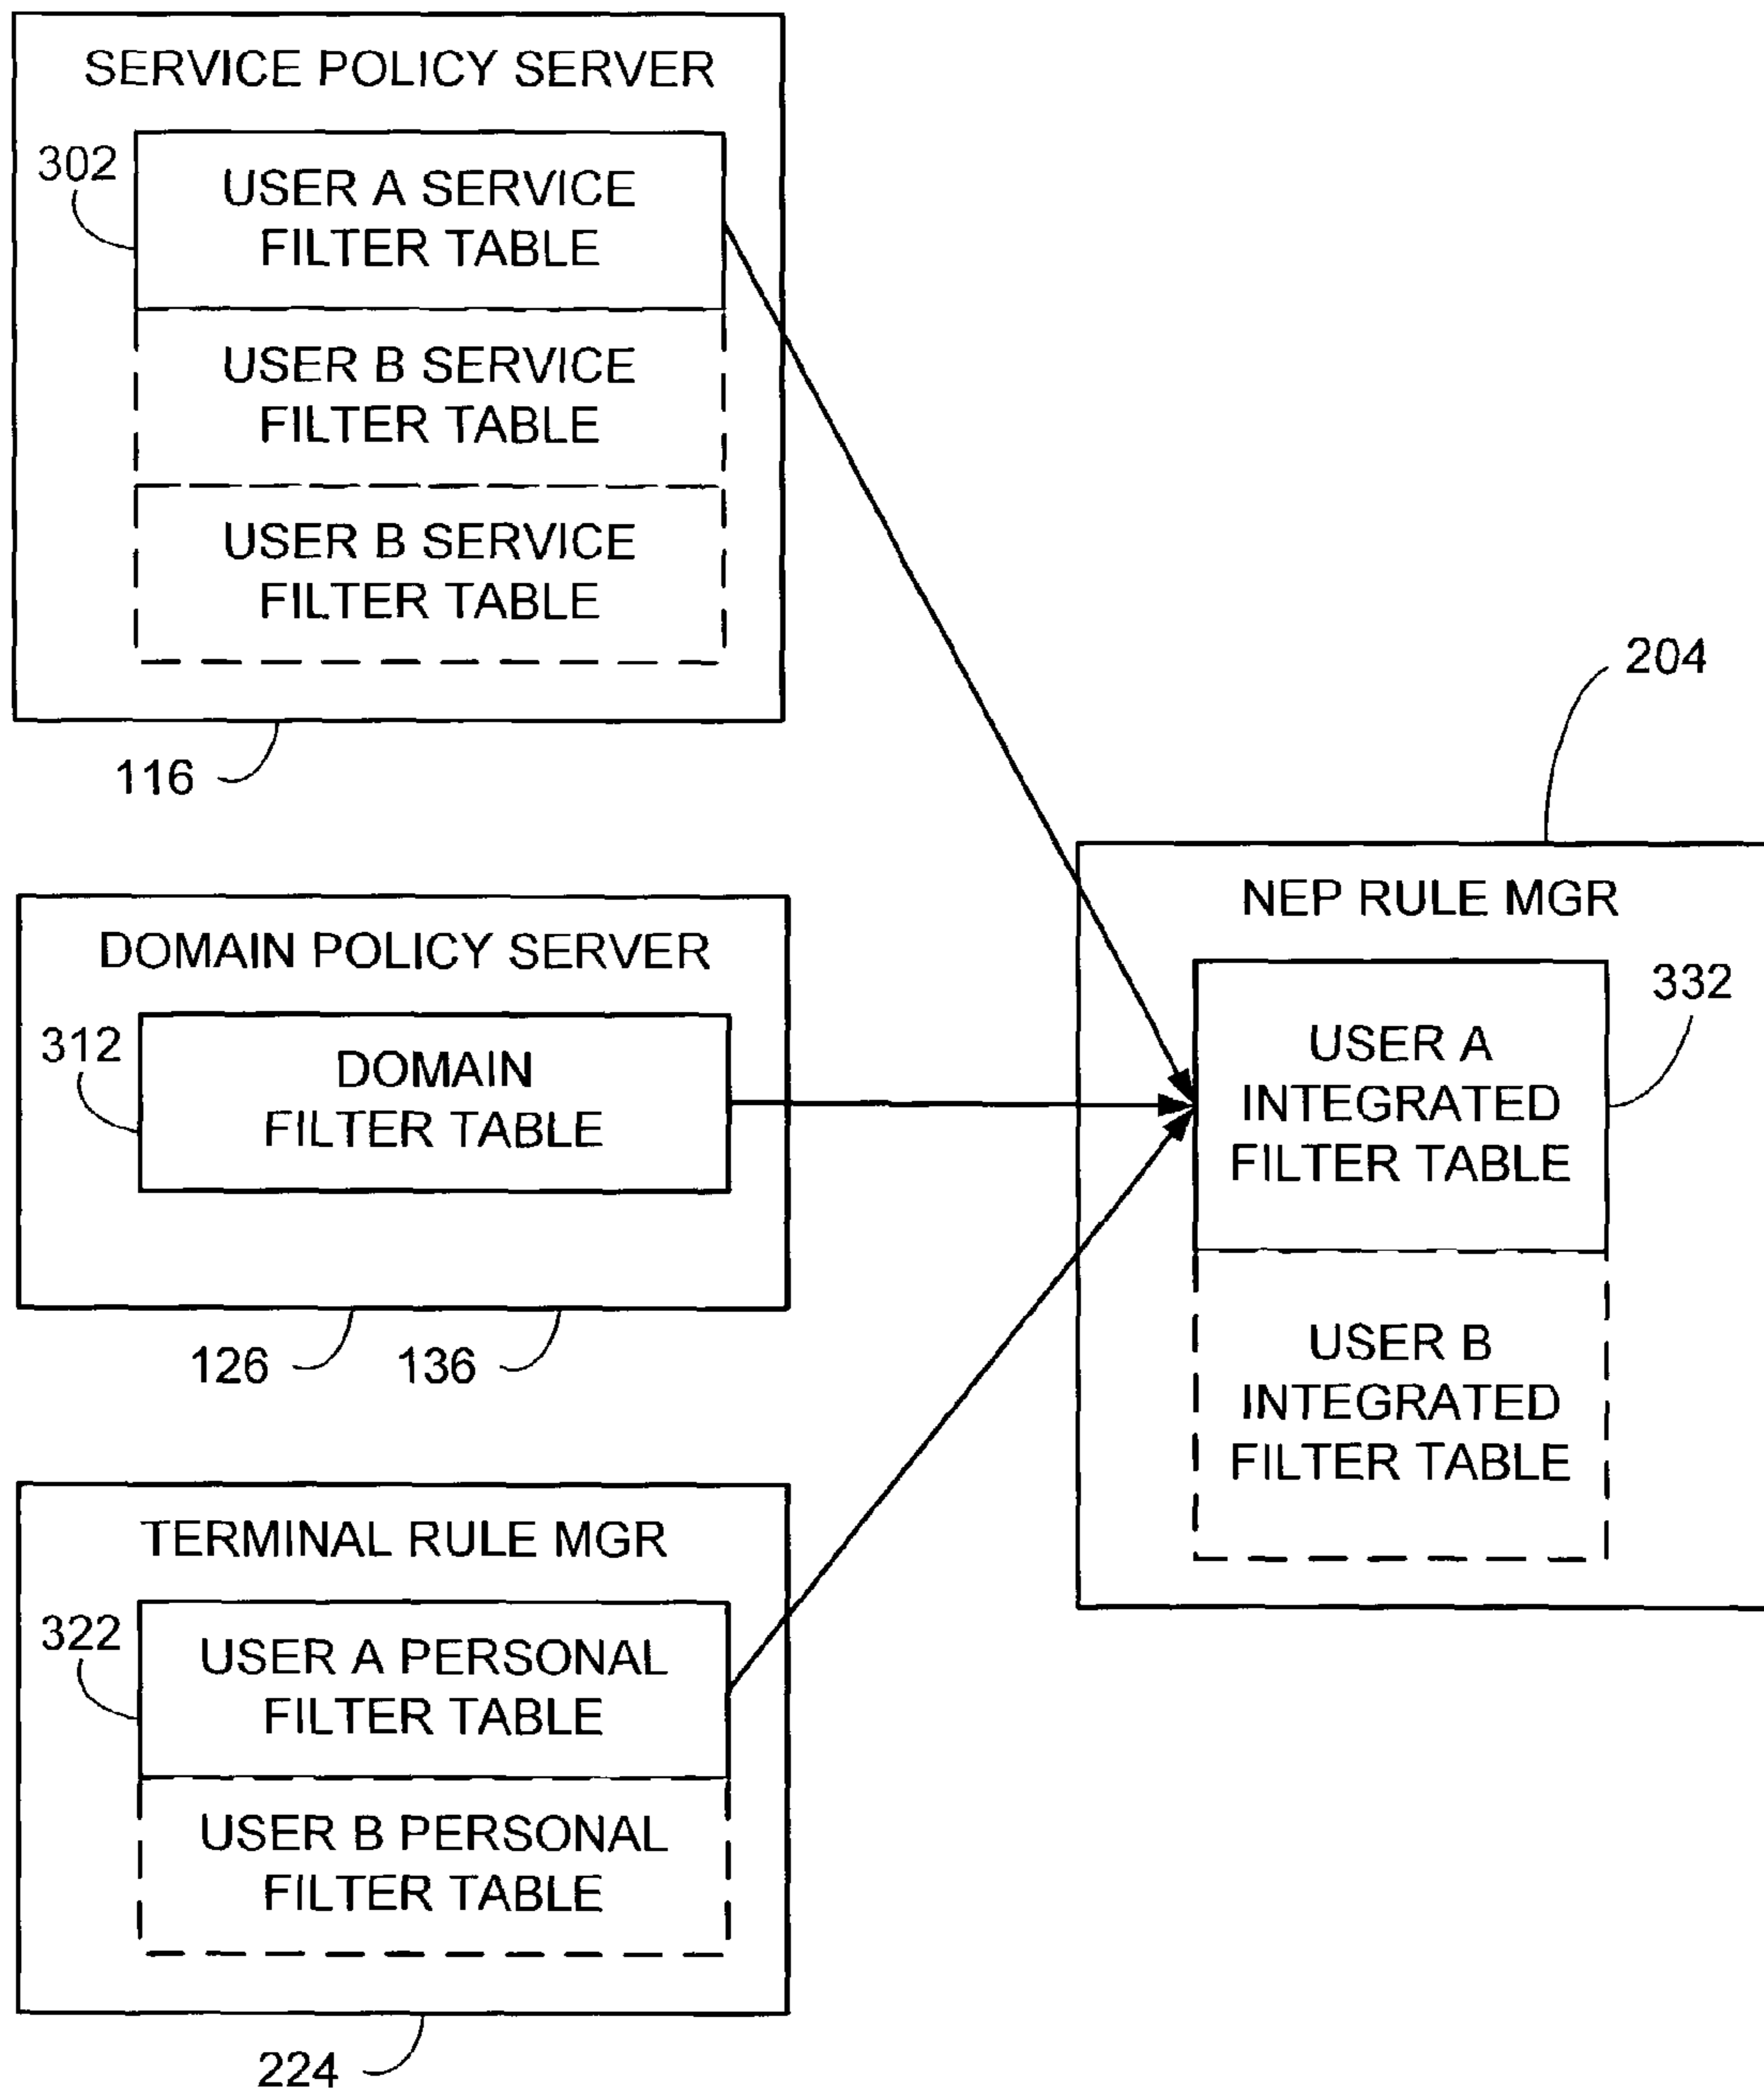 SERVICE POLICY SERVER
302
USER A SERVICE
FILTER TABLE
USER B SERVICE
FILTER TABLE
USER B SERVICE
FILTER TABLE
116
DOMAIN POLICY SERVER
312
DOMAIN
FILTER TABLE
126
136
TERMINAL RULE MGR
322
USER A PERSONAL
FILTER TABLE
USER B PERSONAL
FILTER TABLE
224
204
NEP RULE MGR
332
USER A
INTEGRATED
FILTER TABLE
USER B
INTEGRATED
FILTER TABLE